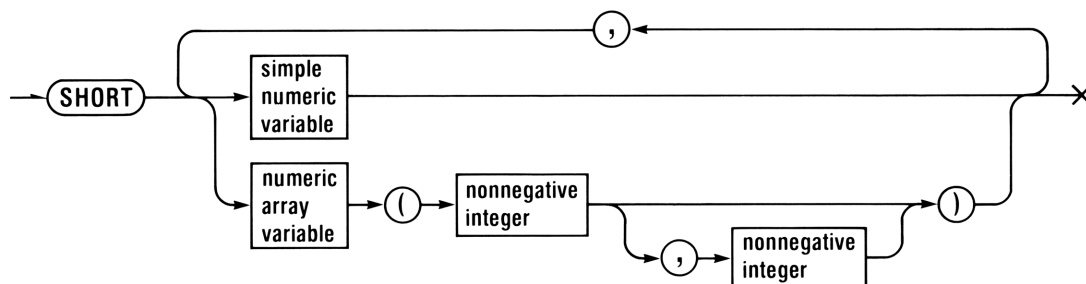 ,
SHORT
simple
numeric
variable
numeric
array
variable
(
nonnegative
integer
,
nonnegative
integer
)